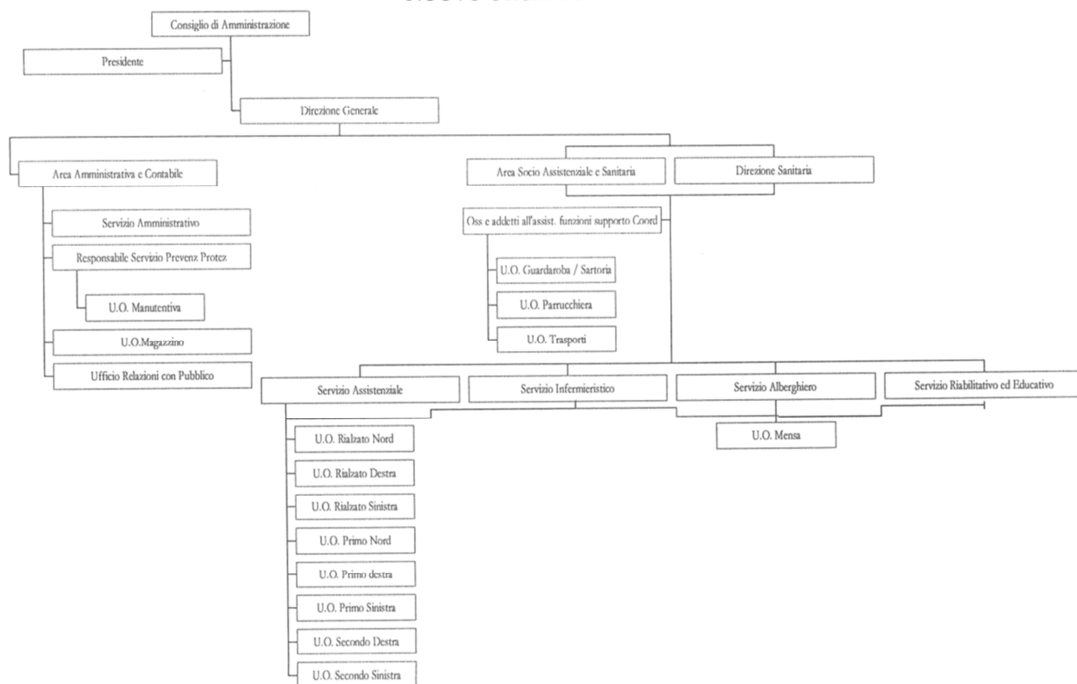 Consiglio di Amministrazione
Presidente
Direzione Generale
Area Amministrativa e Contabile
Area Socio Assistenziale e Sanitaria
Direzione Sanitaria
Servizio Amministrativo
Oss e addetti all'assist. funzioni supporto Coord
Responsabile Servizio Prevenz Protez
U.O. Guardaroba / Sartoria
U.O. Manutentiva
U.O. Parrucchiera
U.O.Magazzino
U.O. Trasporti
Ufficio Relazioni con Pubblico
Servizio Assistenziale
Servizio Infermieristico
Servizio Alberghiero
Servizio Riabilitativo ed Educativo
U.O. Rialzato Nord
U.O. Mensa
U.O. Rialzato Destra
U.O. Rialzato Sinistra
U.O. Primo Nord
U.O. Primo destra
U.O. Primo Sinistra
U.O. Secondo Destra
U.O. Secondo Sinistra